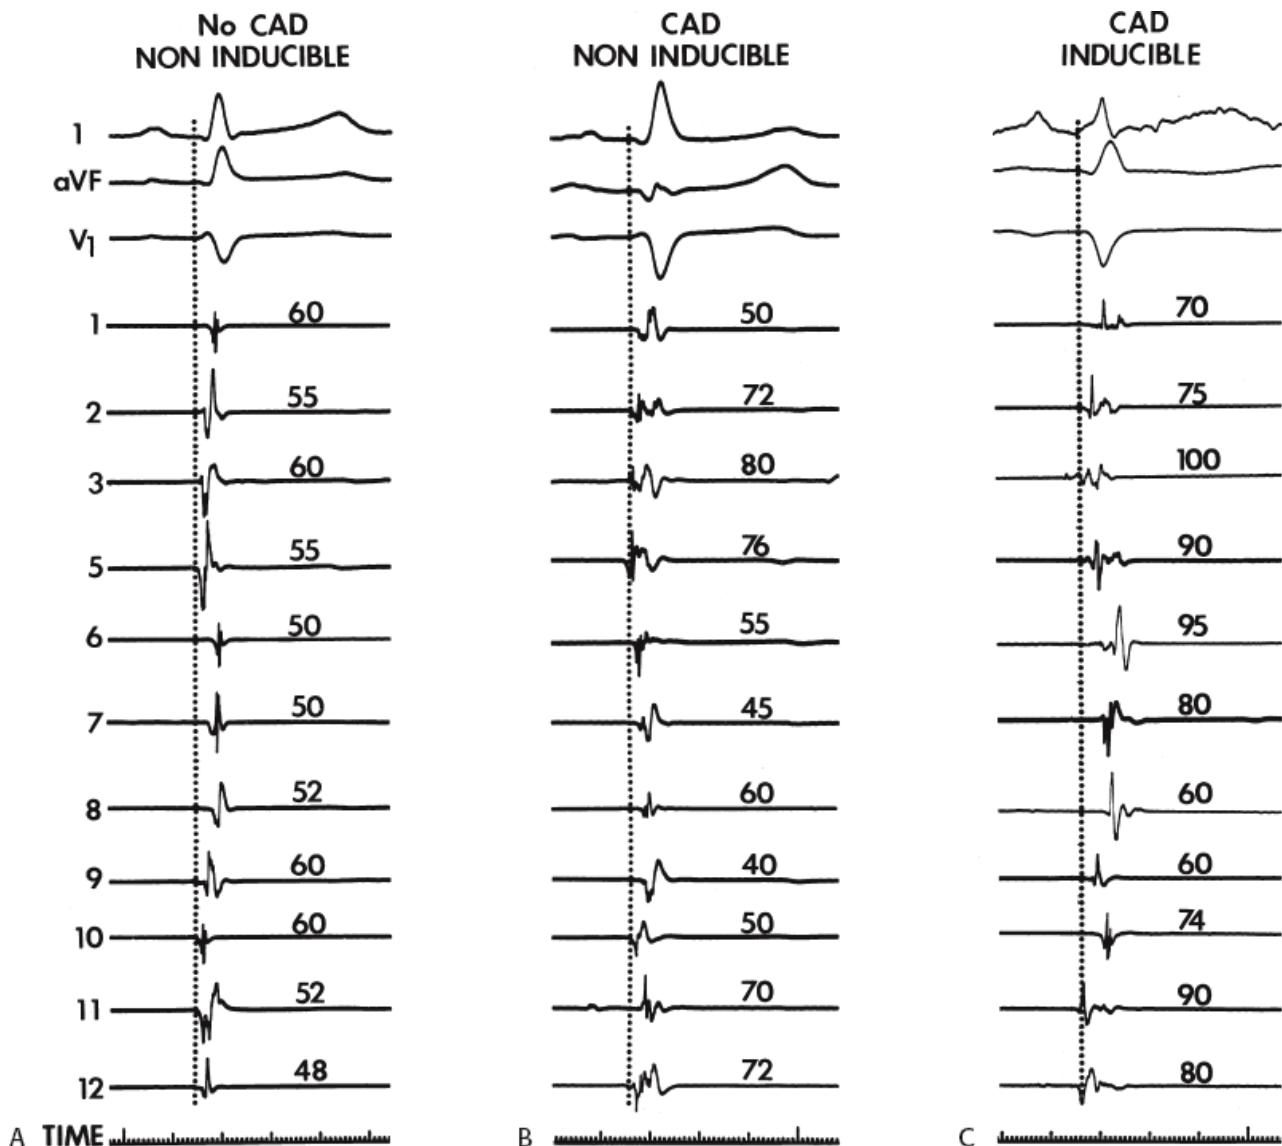 No CAD
NON INDUCIBLE
CAD
NON INDUCIBLE
CAD
INDUCIBLE
1
aVF
V1
1 60 50 70
2 55 72 75
3 60 80 100
5 55 76 90
6 50 55 95
7 50 45 80
8 52 60 60
9 60 40 60
10 60 50 74
11 52 70 90
12 48 72 80
A TIME B C